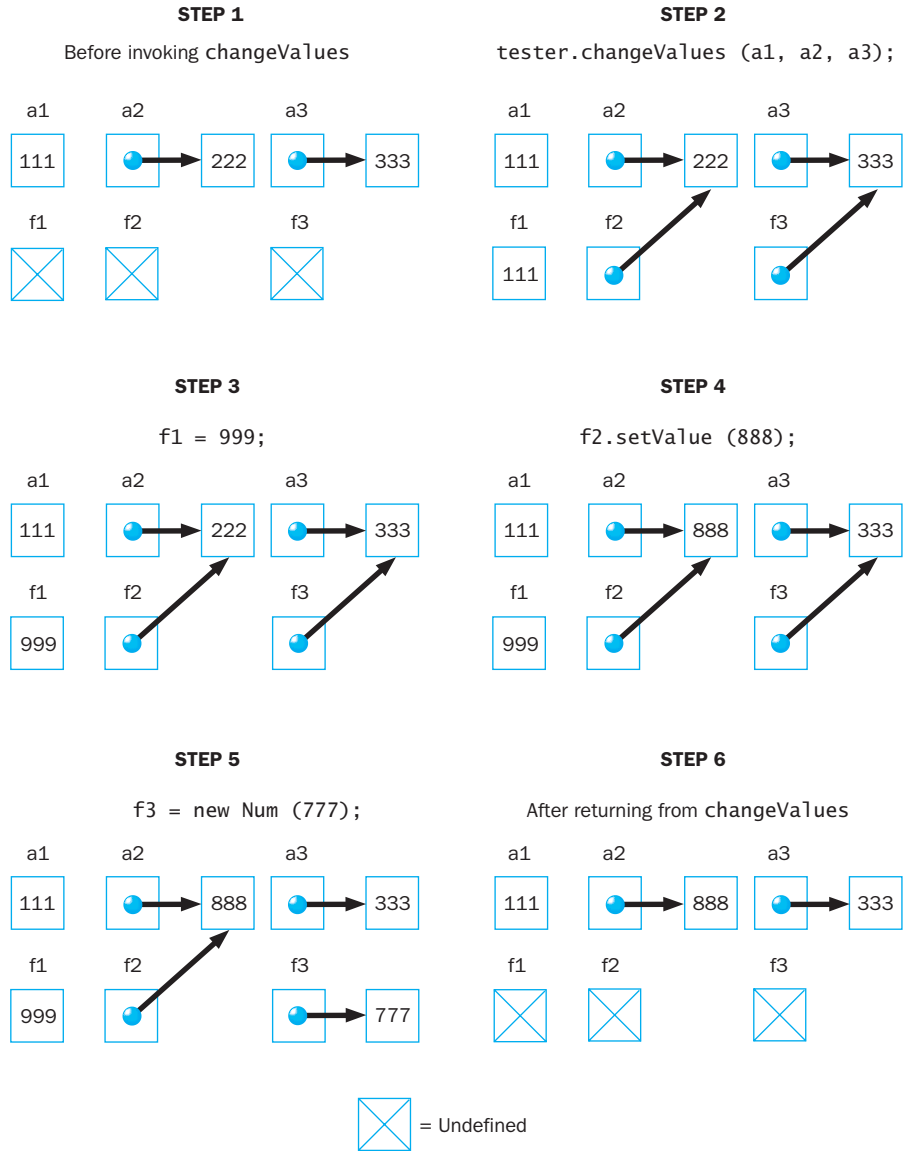 STEP 1
Before invoking changeValues
a1 a2 a3
111 222 333
f1 f2 f3
STEP 2
tester.changeValues (a1, a2, a3);
a1 a2 a3
111 222 333
f1 f2 f3
111
STEP 3
f1 = 999;
a1 a2 a3
111 222 333
f1 f2 f3
999
STEP 4
f2.setValue (888);
a1 a2 a3
111 888 333
f1 f2 f3
999
STEP 5
f3 = new Num (777);
a1 a2 a3
111 888 333
f1 f2 f3
999 777
STEP 6
After returning from changeValues
a1 a2 a3
111 888 333
f1 f2 f3
= Undefined